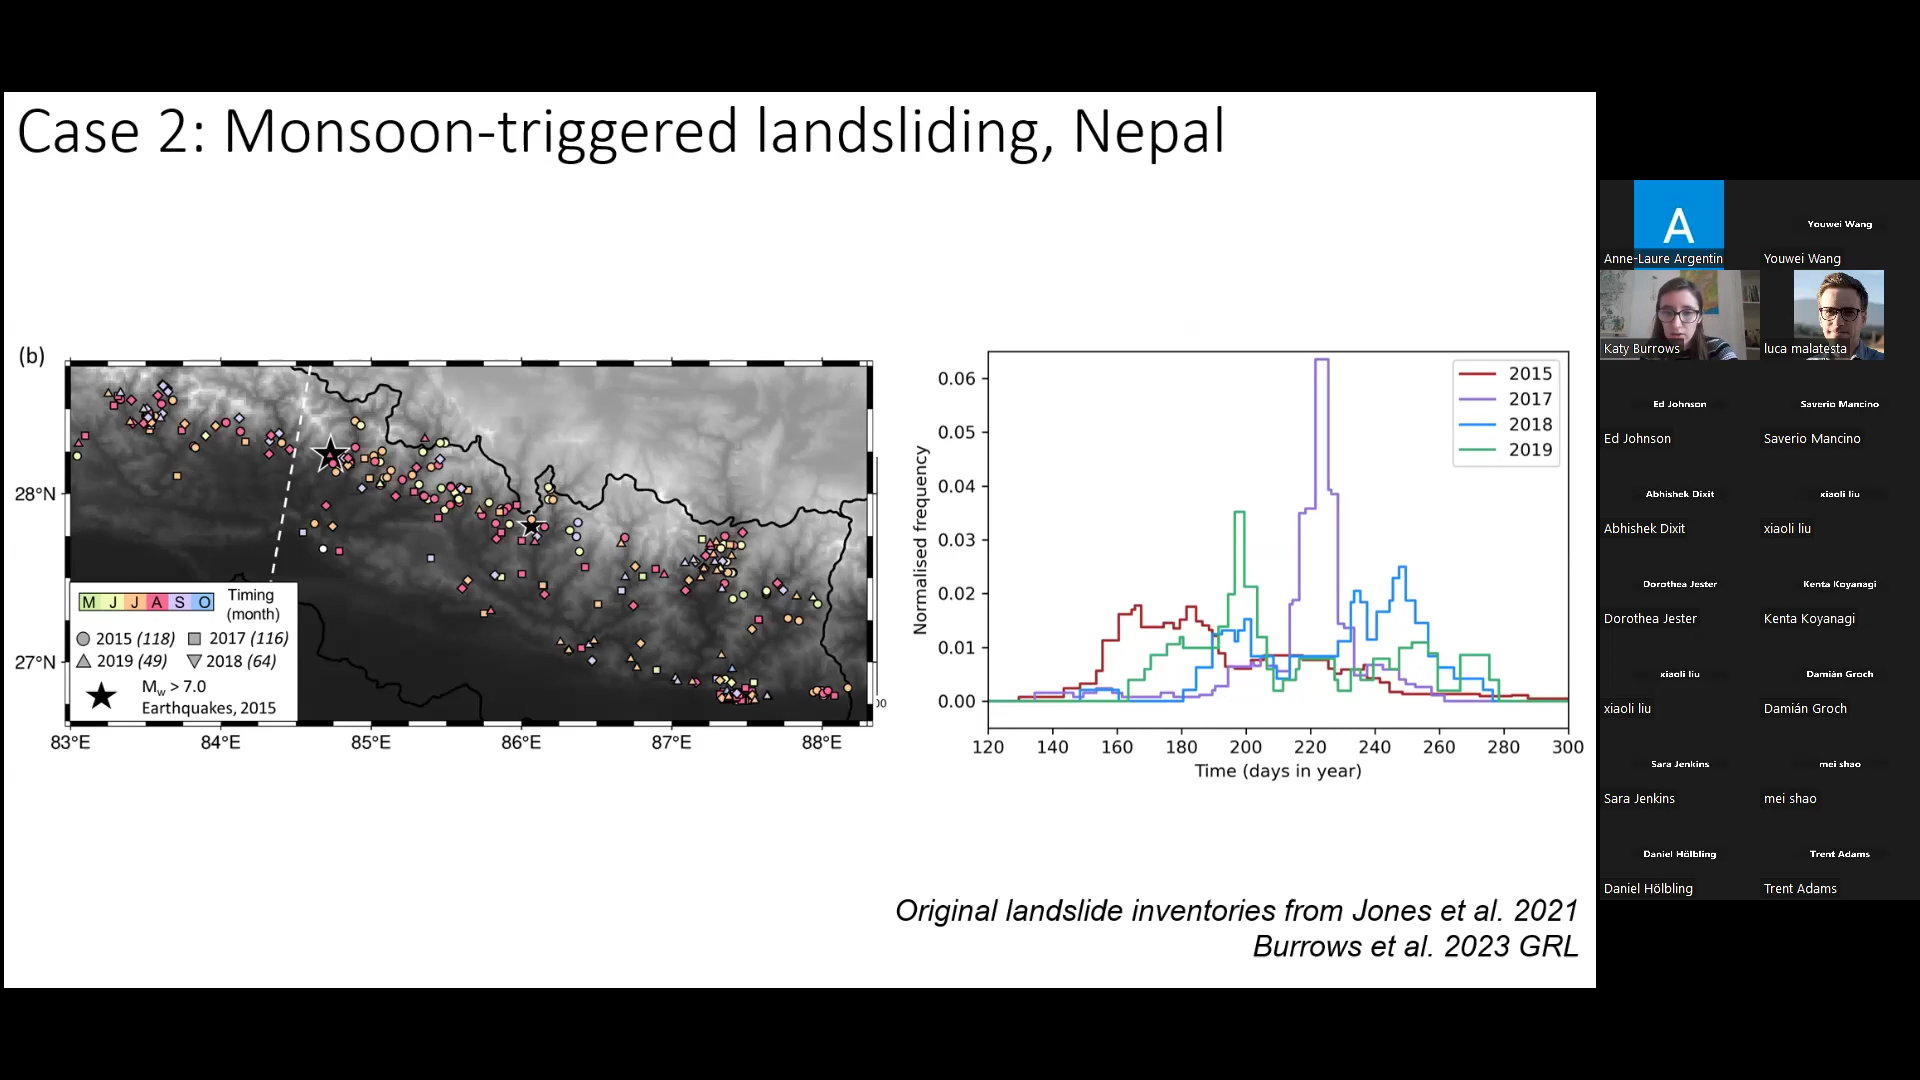 Case 2: Monsoon-triggered landsliding, Nepal
(b)
28°N
27°N
M J J A S O
Timing
(month)
2015 (118)
2017 (116)
2019 (49)
2018 (64)
Mw > 7.0
Earthquakes, 2015
83°E 84°E 85°E 86°E 87°E 88°E
Normalised frequency
0.06
0.05
0.04
0.03
0.02
0.01
0.00
2015
2017
2018
2019
120 140 160 180 200 220 240 260 280 300
Time (days in year)
Original landslide inventories from Jones et al. 2021
Burrows et al. 2023 GRL
A
Anne-Laure Argentin
Youwei Wang
Youwei Wang
Katy Burrows
luca malatesta
Ed Johnson
Ed Johnson
Saverio Mancino
Saverio Mancino
Abhishek Dixit
Abhishek Dixit
xiaoli liu
xiaoli liu
Dorothea Jester
Dorothea Jester
Kenta Koyanagi
Kenta Koyanagi
xiaoli liu
xiaoli liu
Damián Groch
Damián Groch
Sara Jenkins
Sara Jenkins
mei shao
mei shao
Daniel Hölbling
Daniel Hölbling
Trent Adams
Trent Adams